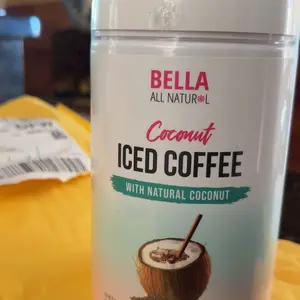 BELLA
ALL NATURAL
Coconut
ICED COFFEE
WITH NATURAL COCONUT